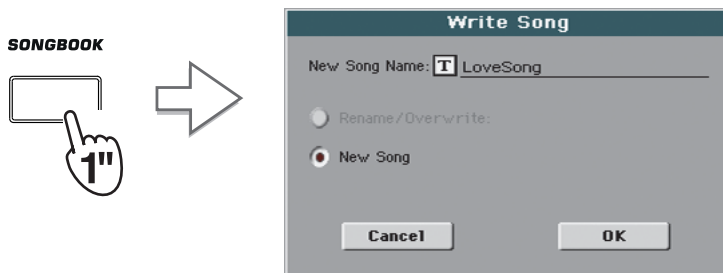 SONGBOOK
1"
Write Song
New Song Name: T LoveSong
Rename/Overwrite:
New Song
Cancel
OK